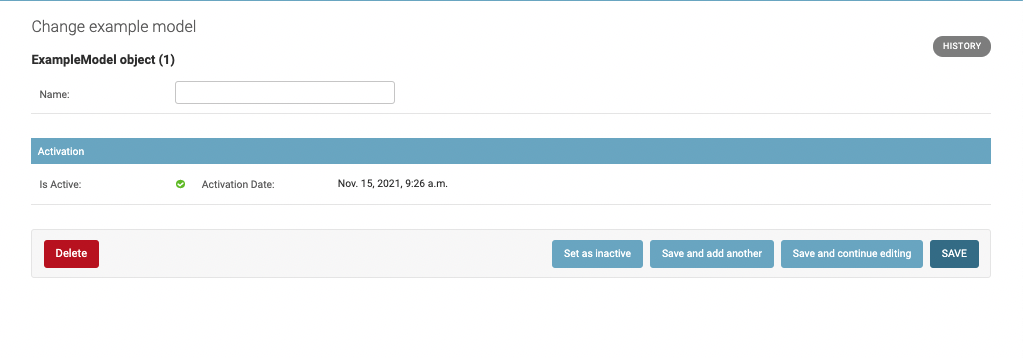 Change example model
HISTORY
ExampleModel object (1)
Name:
Activation
Is Active: Activation Date: Nov. 15, 2021, 9:26 a.m.
Delete Set as inactive Save and add another Save and continue editing SAVE